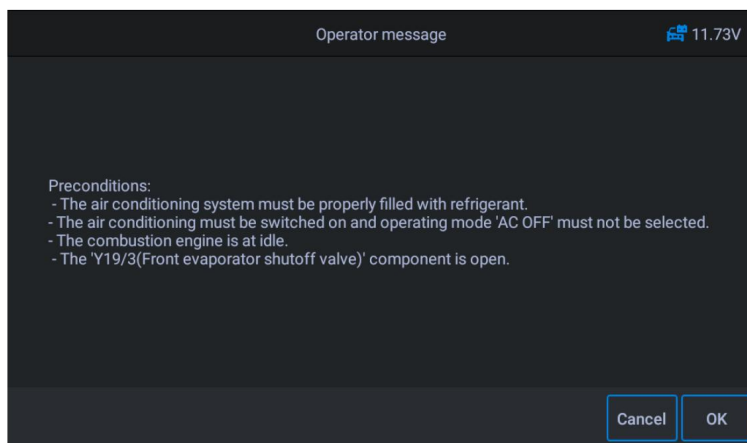 Operator message
11.73V
Preconditions:
- The air conditioning system must be properly filled with refrigerant.
- The air conditioning must be switched on and operating mode 'AC OFF' must not be selected.
- The combustion engine is at idle.
- The 'Y19/3(Front evaporator shutoff valve)' component is open.
Cancel
OK